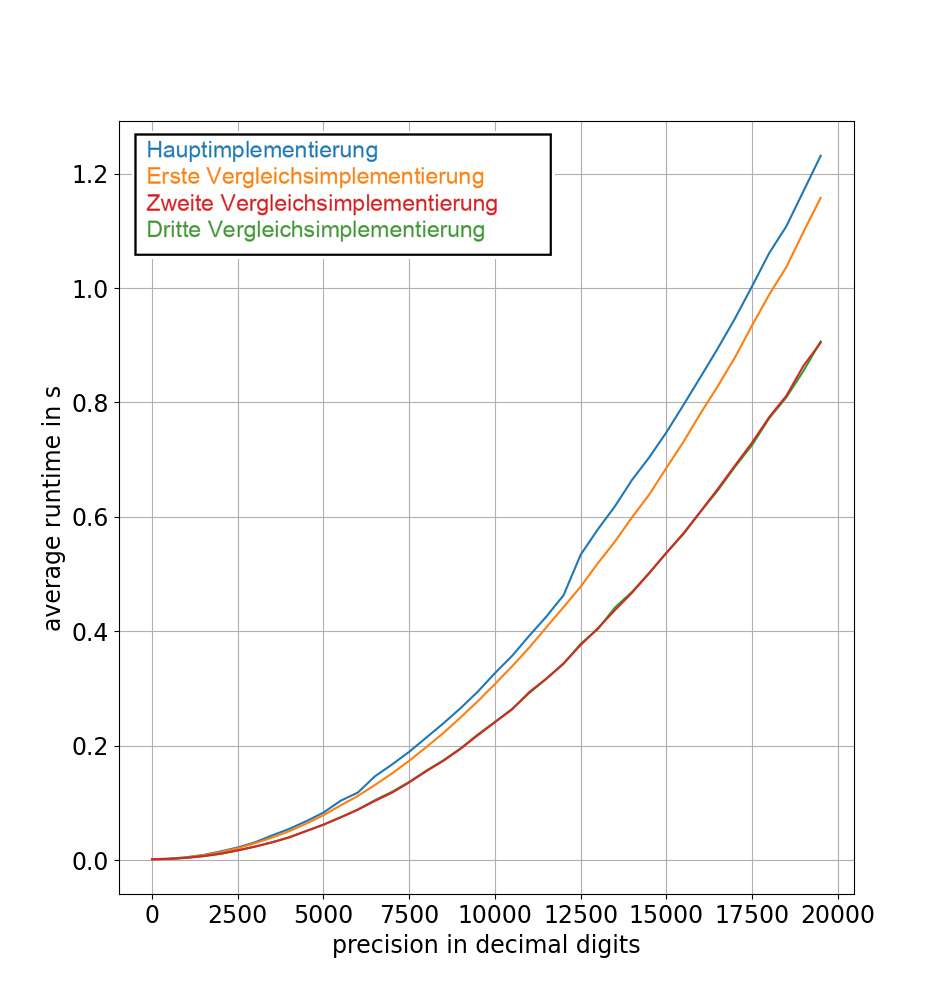 Hauptimplementierung
Erste Vergleichsimplementierung
Zweite Vergleichsimplementierung
Dritte Vergleichsimplementierung
1.2
1.0
0.8
0.6
0.4
0.2
0.0
average runtime in s
0 2500 5000 7500 10000 12500 15000 17500 20000
precision in decimal digits